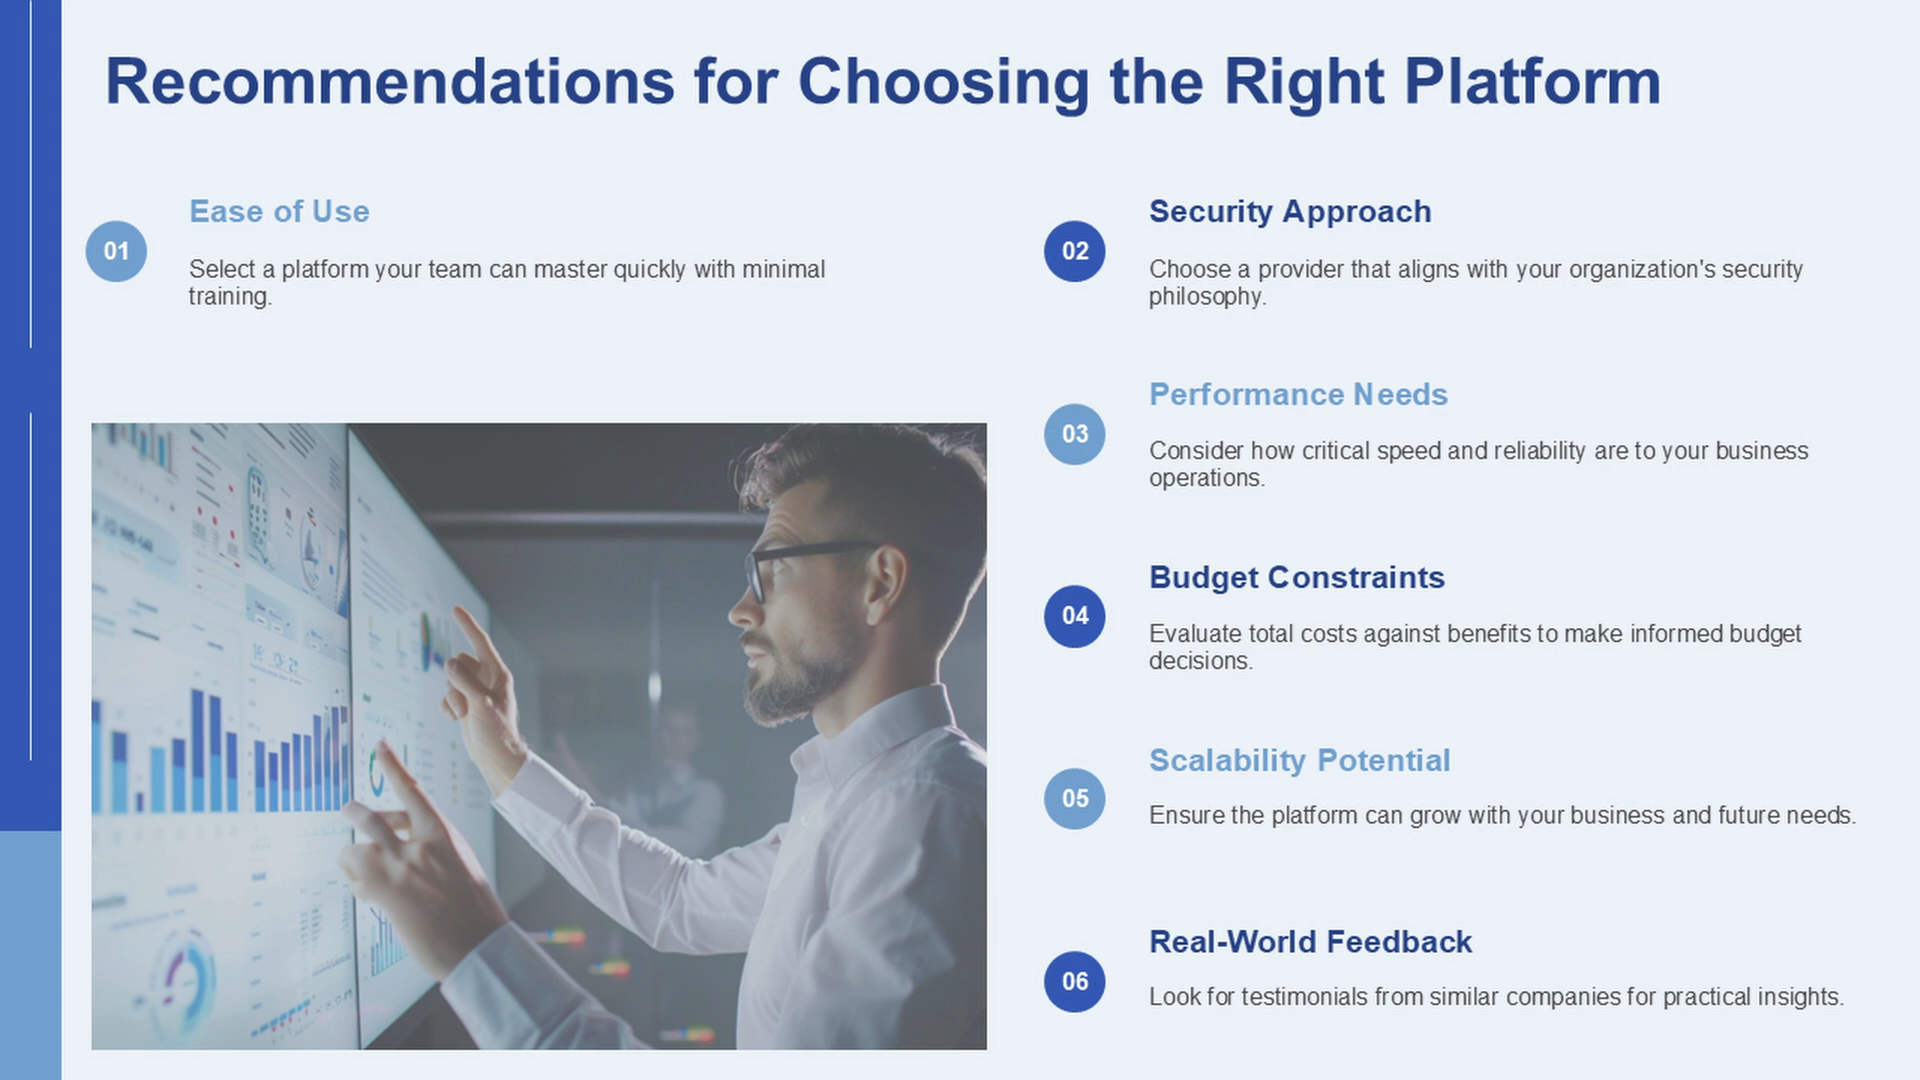 Recommendations for Choosing the Right Platform
01
Ease of Use
Select a platform your team can master quickly with minimal
training.
02
Security Approach
Choose a provider that aligns with your organization's security
philosophy.
03
Performance Needs
Consider how critical speed and reliability are to your business
operations.
04
Budget Constraints
Evaluate total costs against benefits to make informed budget
decisions.
05
Scalability Potential
Ensure the platform can grow with your business and future needs.
06
Real-World Feedback
Look for testimonials from similar companies for practical insights.